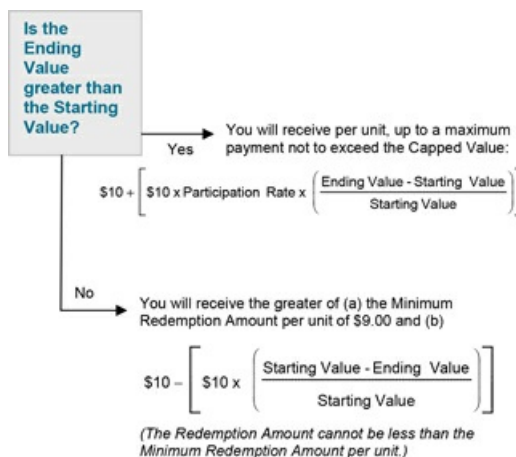 Is the
Ending
Value
greater than
the Starting
Value?
Yes
You will receive per unit, up to a maximum
payment not to exceed the Capped Value:
$10 + [ $10 x Participation Rate x ( Ending Value - Starting Value
Starting Value ) ]
No
You will receive the greater of (a) the Minimum
Redemption Amount per unit of $9.00 and (b)
$10 – [ $10 x ( Starting Value - Ending Value
Starting Value ) ]
(The Redemption Amount cannot be less than the
Minimum Redemption Amount per unit.)